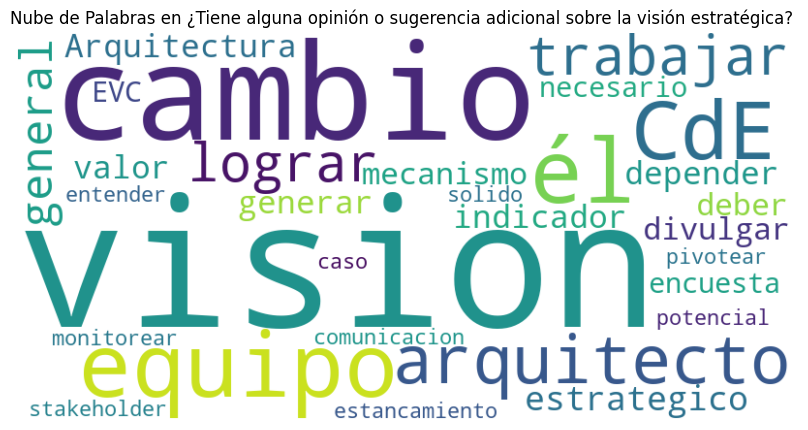 Nube de Palabras en ¿Tiene alguna opinión o sugerencia adicional sobre la visión estratégica?
general
Arquitectura
EVC
cambio
trabajar
necesario
CdE
valor
lograr
mecanismo
él
depender
entender
generar
solido
indicador
deber
divulgar
vision
caso
pivotear
encuesta
potencial
monitorear
comunicacion
equipo
arquitecto
estrategico
stakeholder
estancamiento